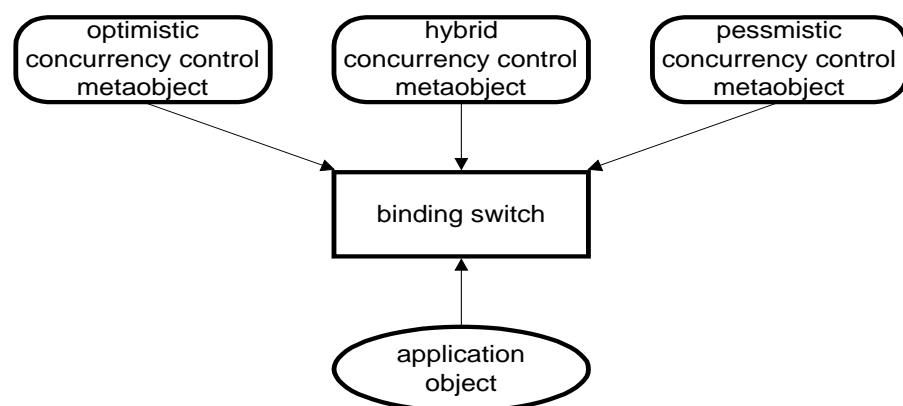 optimistic
concurrency control
metaobject
hybrid
concurrency control
metaobject
pessmistic
concurrency control
metaobject
binding switch
application
object